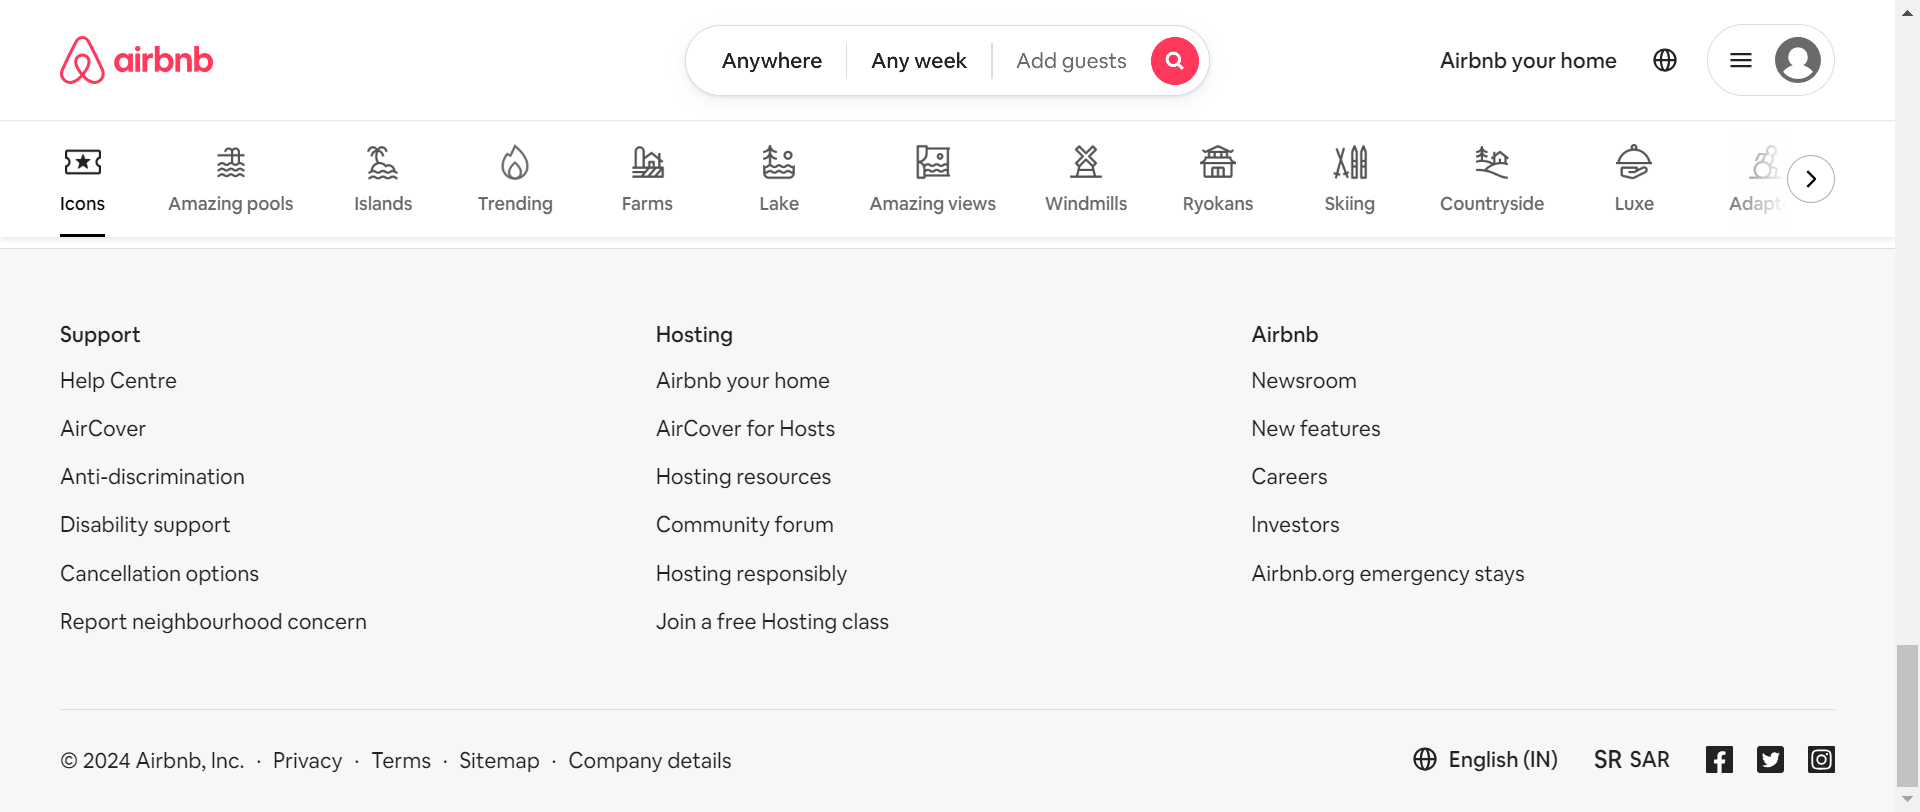 airbnb
Anywhere Any week Add guests
Airbnb your home
Icons Amazing pools Islands Trending Farms Lake Amazing views Windmills Ryokans Skiing Countryside Luxe
Support
Help Centre
AirCover
Anti-discrimination
Disability support
Cancellation options
Report neighbourhood concern
Hosting
Airbnb your home
AirCover for Hosts
Hosting resources
Community forum
Hosting responsibly
Join a free Hosting class
Airbnb
Newsroom
New features
Careers
Investors
Airbnb.org emergency stays
© 2024 Airbnb, Inc. · Privacy · Terms · Sitemap · Company details
English (IN) SR SAR